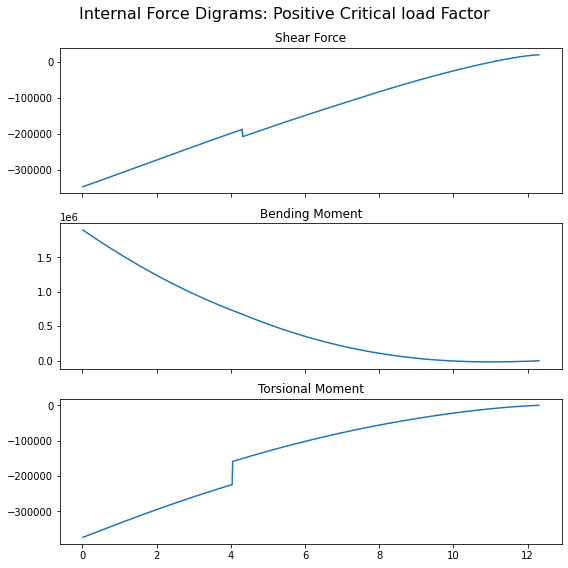 Internal Force Digrams: Positive Critical load Factor
Shear Force
0
−100000
−200000
−300000
Bending Moment
1e6
1.5
1.0
0.5
0.0
Torsional Moment
0
−100000
−200000
−300000
0 2 4 6 8 10 12